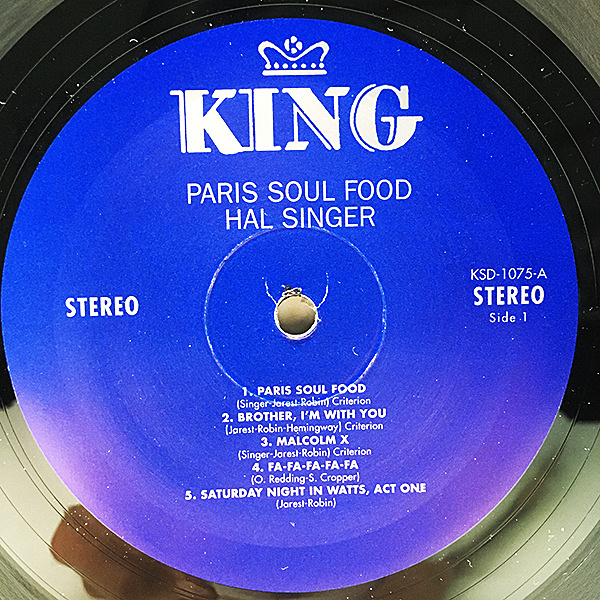 K
KING
PARIS SOUL FOOD
HAL SINGER
KSD-1075-A
STEREO
STEREO
Side 1
1. PARIS SOUL FOOD
(Singer-Jarest-Robin) Criterion
2. BROTHER, I'M WITH YOU
(Jarest-Robin-Hemingway) Criterion
3. MALCOLM X
(Singer-Jarest-Robin) Criterion
4. FA-FA-FA-FA-FA
(O. Redding-S. Cropper)
5. SATURDAY NIGHT IN WATTS, ACT ONE
(Jarest-Robin)